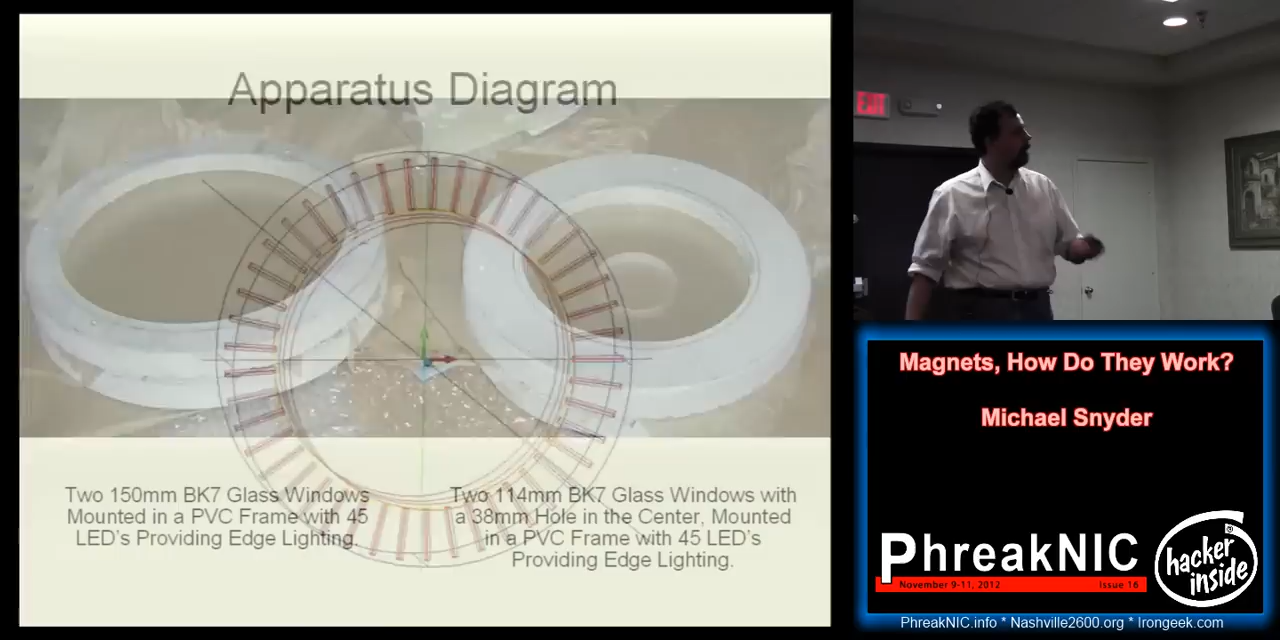 Apparatus Diagram
Two 150mm BK7 Glass Windows
Mounted in a PVC Frame with 45
LED's Providing Edge Lighting.
Two 114mm BK7 Glass Windows with
a 38mm Hole in the Center, Mounted
in a PVC Frame with 45 LED's
Providing Edge Lighting.
EXIT
Magnets, How Do They Work?
Michael Snyder
PhreakNIC
November 9-11, 2012
Issue 16
hacker
inside
PhreakNIC.info * Nashville2600.org * Irongeek.com